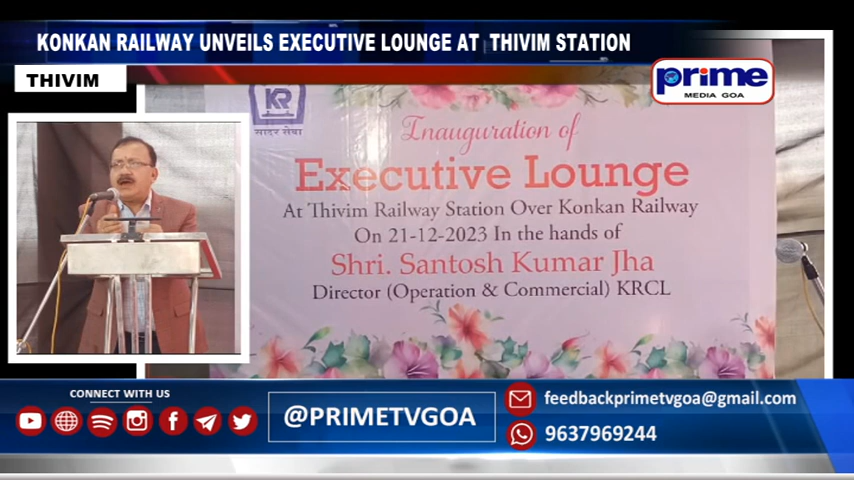 KONKAN RAILWAY UNVEILS EXECUTIVE LOUNGE AT THIVIM STATION
THIVIM
prime
MEDIA GOA
KR
सादर सेवा
Inauguration of
Executive Lounge
At Thivim Railway Station Over Konkan Railway
On 21-12-2023 In the hands of
Shri. Santosh Kumar Jha
Director (Operation & Commercial) KRCL
CONNECT WITH US
@PRIMETVGOA
feedbackprimetvgoa@gmail.com
9637969244